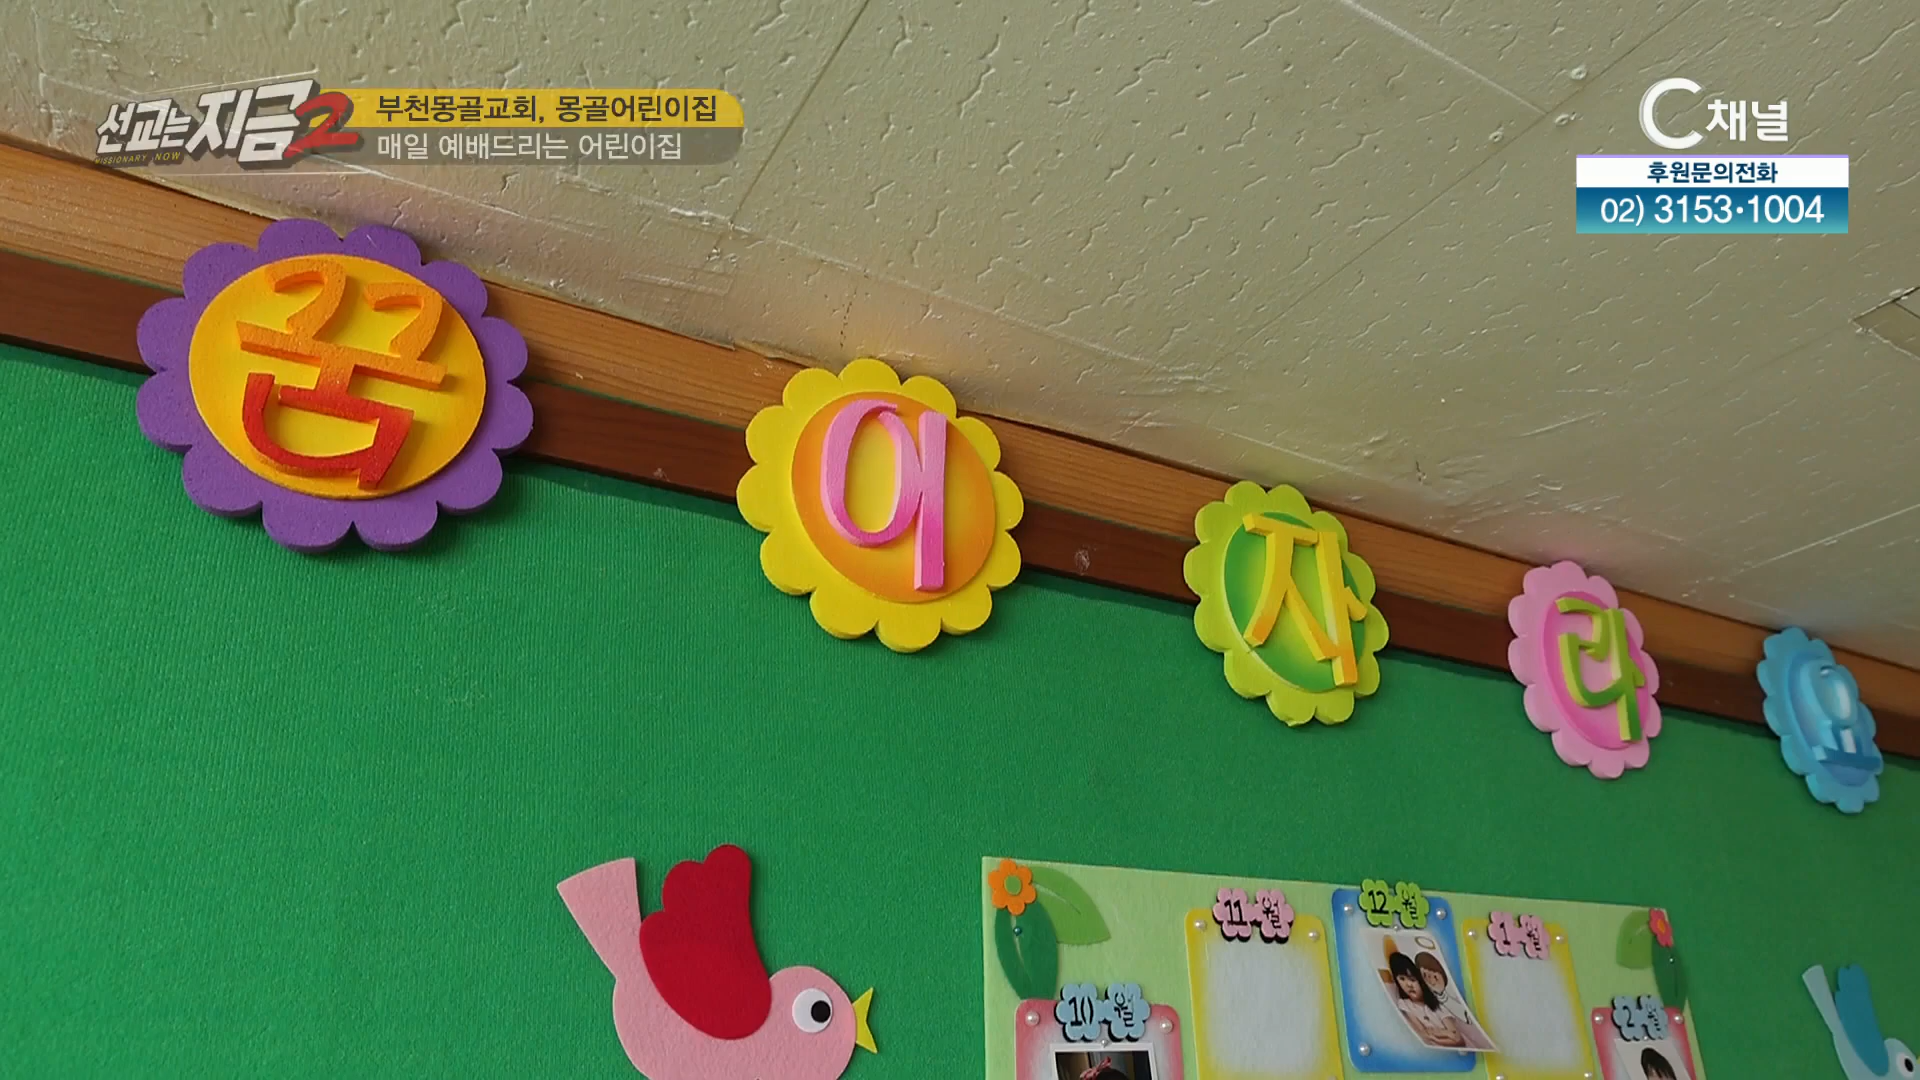 선교는지금2
MISSIONARY NOW
부천몽골교회, 몽골어린이집
매일 예배드리는 어린이집
C채널
후원문의전화
02) 3153·1004
꿈
이
자
라
요
11월
12월
1월
10월
2월